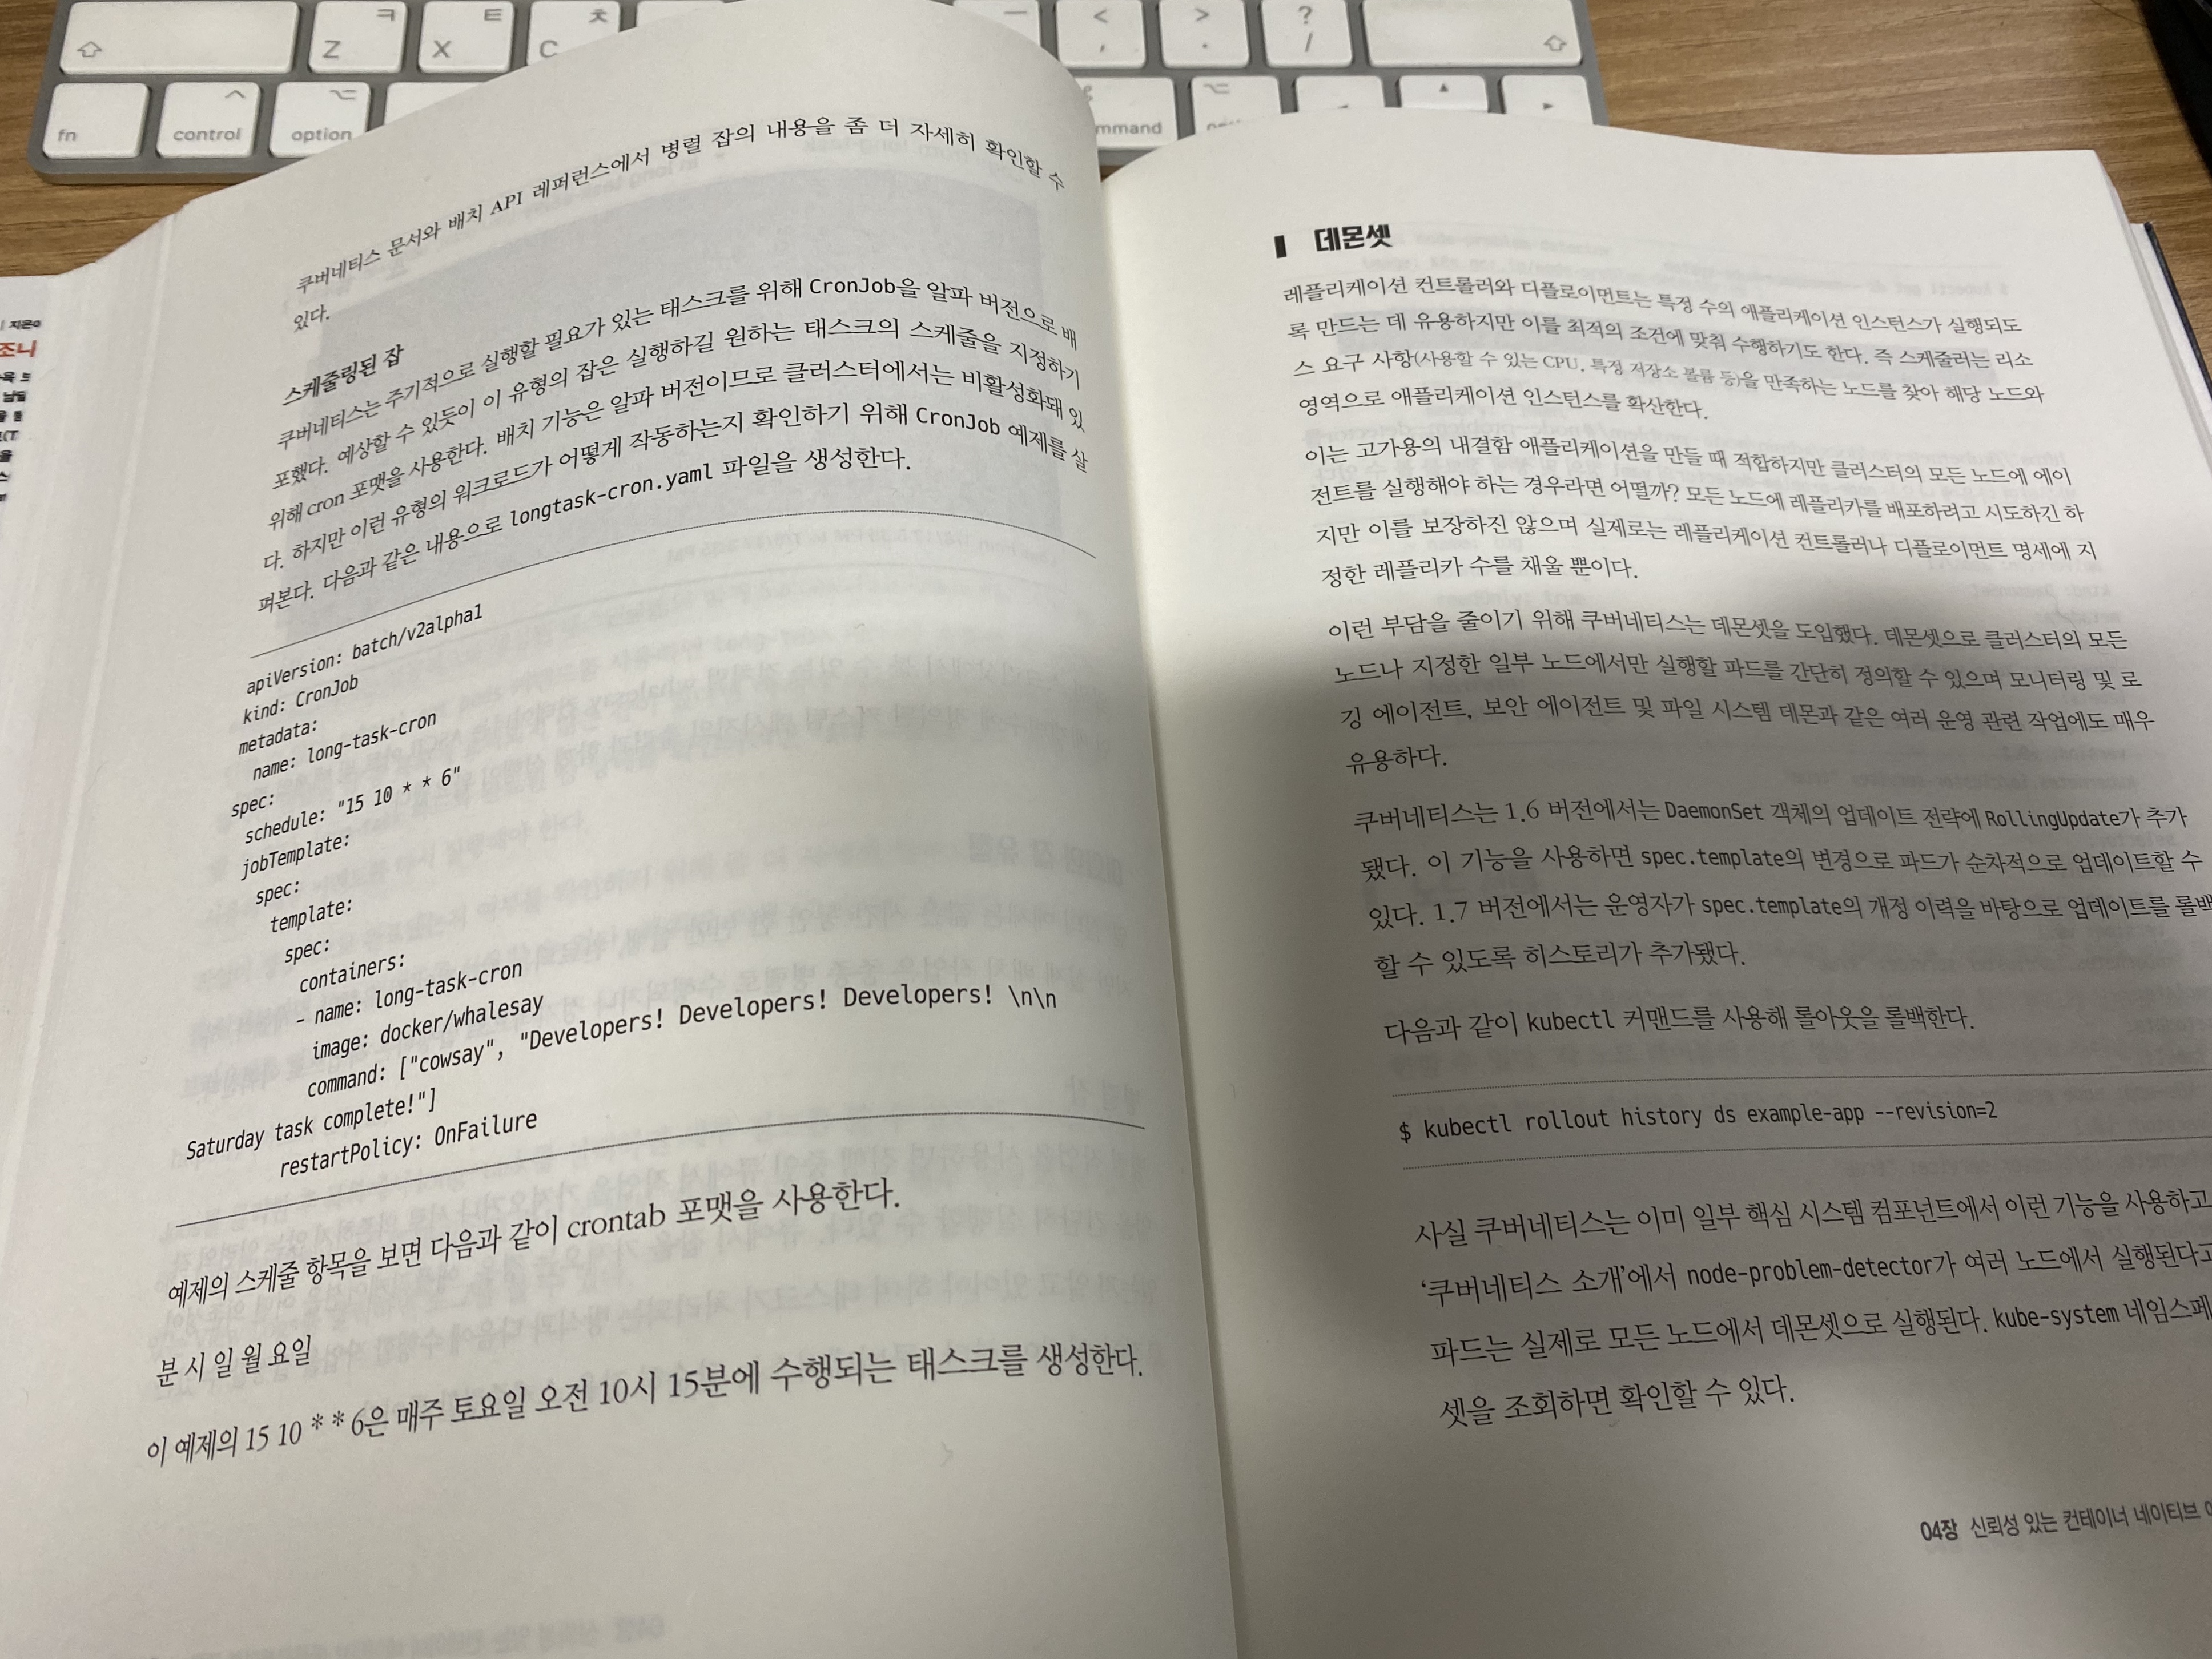 ㅋ
Z
ㅌ
X
ㅊ
C
<
,
>
.
?
/
fn
control
option
mmand
지은이
조니
쿠버네티스 문서와 배치 API 레퍼런스에서 병렬 잡의 내용을 좀 더 자세히 확인할 수
있다.
스케줄링된 잡
쿠버네티스는 주기적으로 실행할 필요가 있는 태스크를 위해 CronJob을 알파 버전으로 배
포했다. 예상할 수 있듯이 이 유형의 잡은 실행하길 원하는 태스크의 스케줄을 지정하기
위해 cron 포맷을 사용한다. 배치 기능은 알파 버전이므로 클러스터에서는 비활성화돼 있
다. 하지만 이런 유형의 워크로드가 어떻게 작동하는지 확인하기 위해 CronJob 예제를 살
펴본다. 다음과 같은 내용으로 longtask-cron.yaml 파일을 생성한다.
apiVersion: batch/v2alpha1
kind: CronJob
metadata:
name: long-task-cron
spec:
schedule: "15 10 * * 6"
jobTemplate:
spec:
template:
spec:
containers:
- name: long-task-cron
image: docker/whalesay
command: ["cowsay", "Developers! Developers! Developers! \n\n
Saturday task complete!"]
restartPolicy: OnFailure
예제의 스케줄 항목을 보면 다음과 같이 crontab 포맷을 사용한다.
분 시 일 월 요일
이 예제의 15 10 * * 6은 매주 토요일 오전 10시 15분에 수행되는 태스크를 생성한다.
데몬셋
레플리케이션 컨트롤러와 디플로이먼트는 특정 수의 애플리케이션 인스턴스가 실행되도
록 만드는 데 유용하지만 이를 최적의 조건에 맞춰 수행하기도 한다. 즉 스케줄러는 리소
스 요구 사항(사용할 수 있는 CPU, 특정 저장소 볼륨 등)을 만족하는 노드를 찾아 해당 노드와
영역으로 애플리케이션 인스턴스를 확산한다.
이는 고가용의 내결함 애플리케이션을 만들 때 적합하지만 클러스터의 모든 노드에 에이
전트를 실행해야 하는 경우라면 어떨까? 모든 노드에 레플리카를 배포하려고 시도하긴 하
지만 이를 보장하진 않으며 실제로는 레플리케이션 컨트롤러나 디플로이먼트 명세에 지
정한 레플리카 수를 채울 뿐이다.
이런 부담을 줄이기 위해 쿠버네티스는 데몬셋을 도입했다. 데몬셋으로 클러스터의 모든
노드나 지정한 일부 노드에서만 실행할 파드를 간단히 정의할 수 있으며 모니터링 및 로
깅 에이전트, 보안 에이전트 및 파일 시스템 데몬과 같은 여러 운영 관련 작업에도 매우
유용하다.
쿠버네티스는 1.6 버전에서는 DaemonSet 객체의 업데이트 전략에 RollingUpdate가 추가
됐다. 이 기능을 사용하면 spec.template의 변경으로 파드가 순차적으로 업데이트할 수
있다. 1.7 버전에서는 운영자가 spec.template의 개정 이력을 바탕으로 업데이트를 롤백
할 수 있도록 히스토리가 추가됐다.
다음과 같이 kubectl 커맨드를 사용해 롤아웃을 롤백한다.
$ kubectl rollout history ds example-app --revision=2
사실 쿠버네티스는 이미 일부 핵심 시스템 컴포넌트에서 이런 기능을 사용하고
'쿠버네티스 소개'에서 node-problem-detector가 여러 노드에서 실행된다고
파드는 실제로 모든 노드에서 데몬셋으로 실행된다. kube-system 네임스페
셋을 조회하면 확인할 수 있다.
04장 신뢰성 있는 컨테이너 네이티브